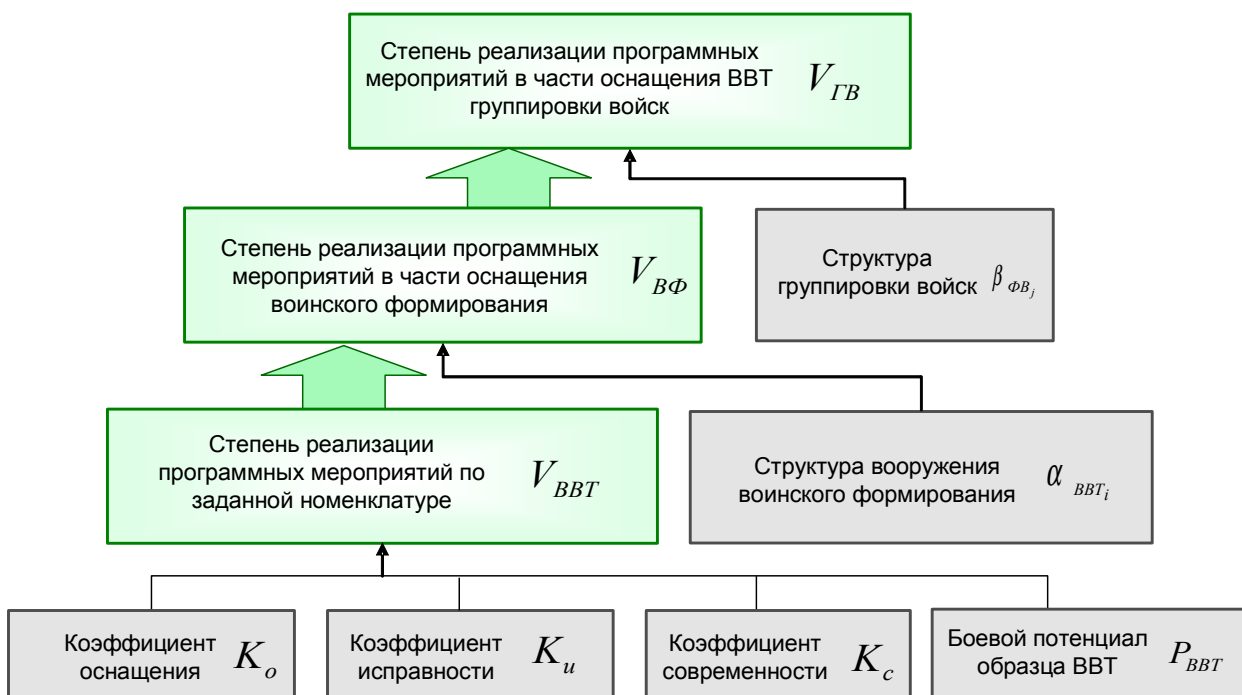 Степень реализации программных
мероприятий в части оснащения ВВТ
группировки войск
V_ГВ
Степень реализации программных
мероприятий в части оснащения
воинского формирования
V_ВФ
Структура
группировки войск
β_ФВ_j
Степень реализации
программных мероприятий по
заданной номенклатуре
V_ВВТ
Структура вооружения
воинского формирования
α_ВВТ_i
Коэффициент
оснащения
K_o
Коэффициент
исправности
K_и
Коэффициент
современности
K_c
Боевой потенциал
образца ВВТ
P_ВВТ